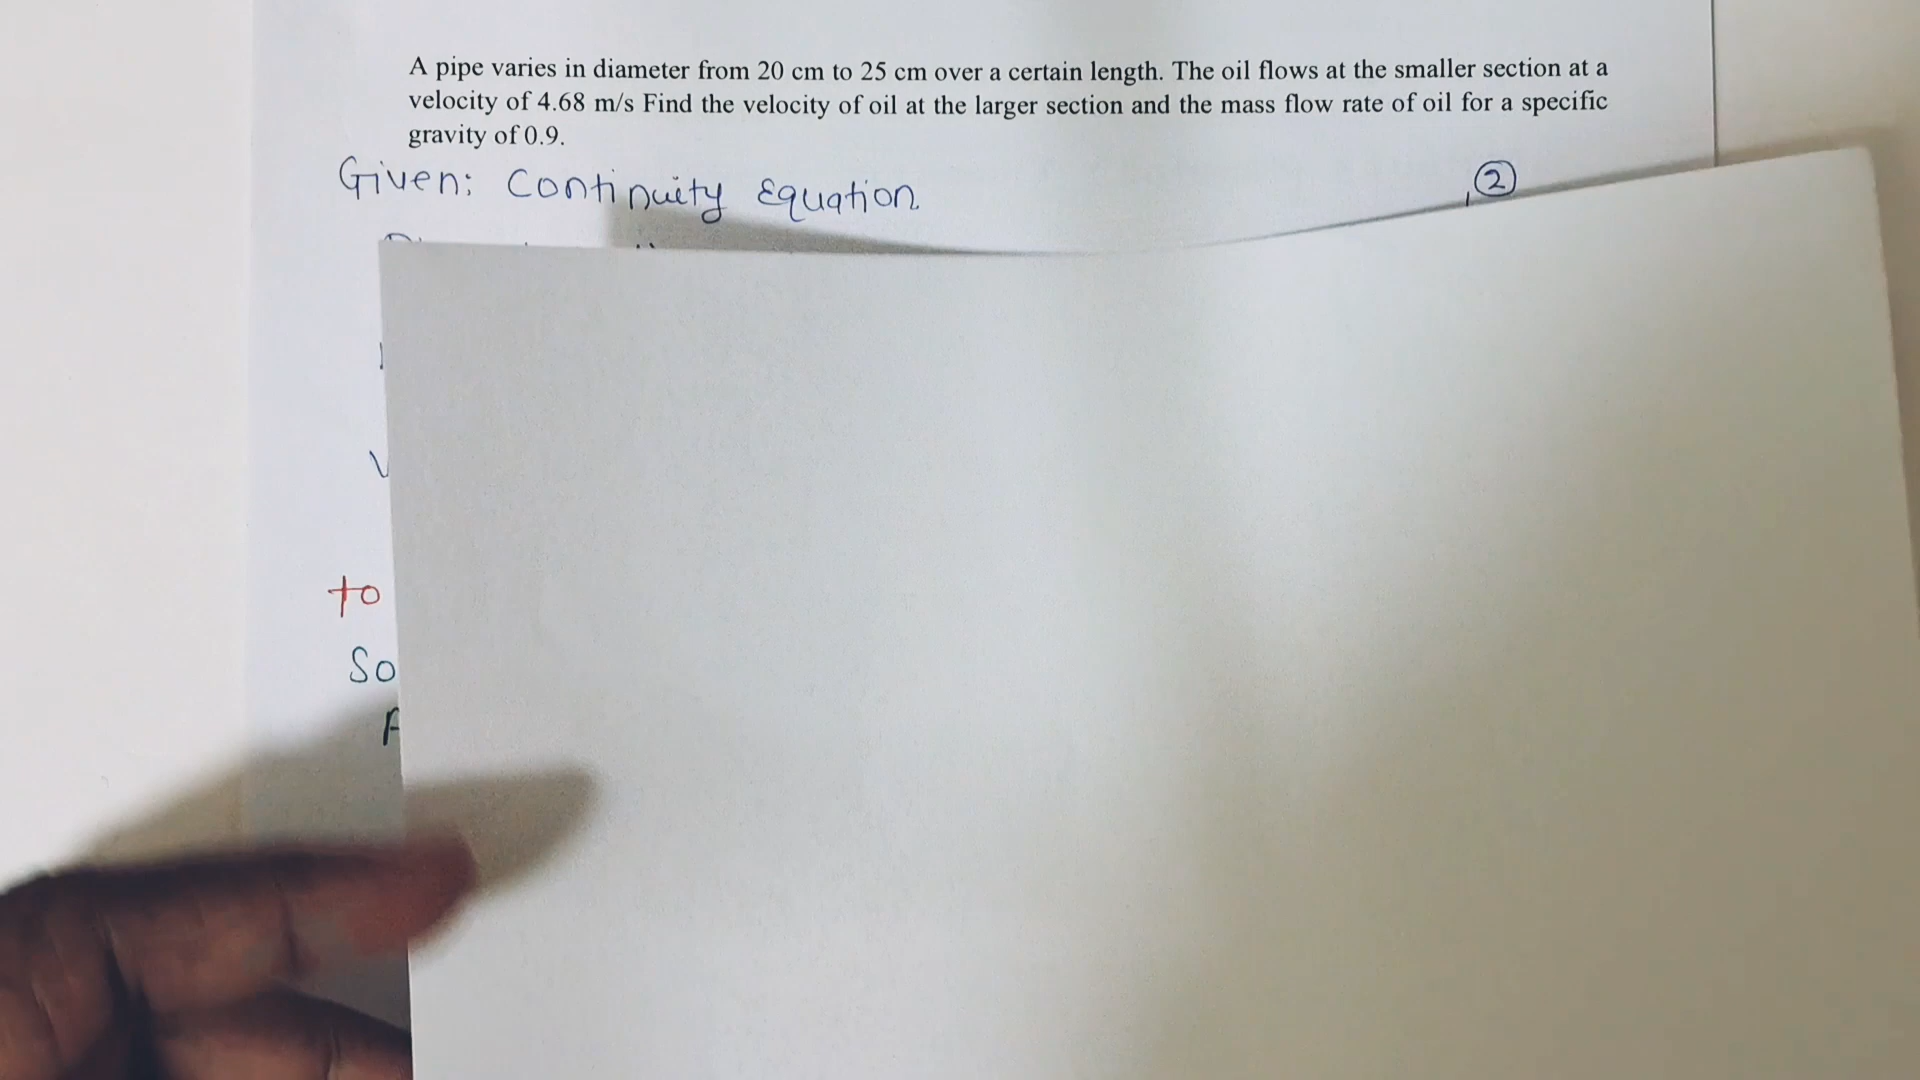 A pipe varies in diameter from 20 cm to 25 cm over a certain length. The oil flows at the smaller section at a
velocity of 4.68 m/s Find the velocity of oil at the larger section and the mass flow rate of oil for a specific
gravity of 0.9.
Given: Continuity Equation
2
to
So